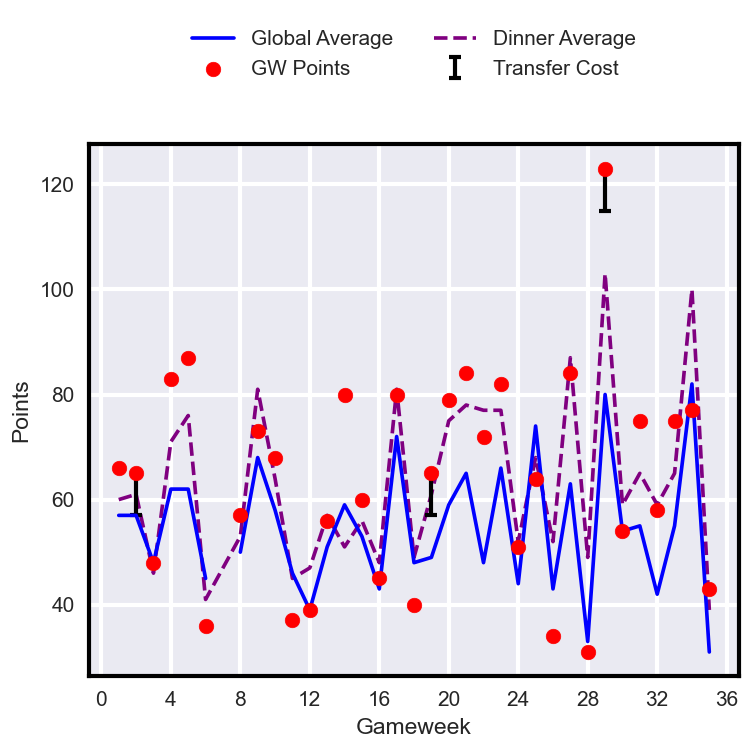 Global Average
Dinner Average
GW Points
Transfer Cost
120
100
80
60
40
Points
0 4 8 12 16 20 24 28 32 36
Gameweek